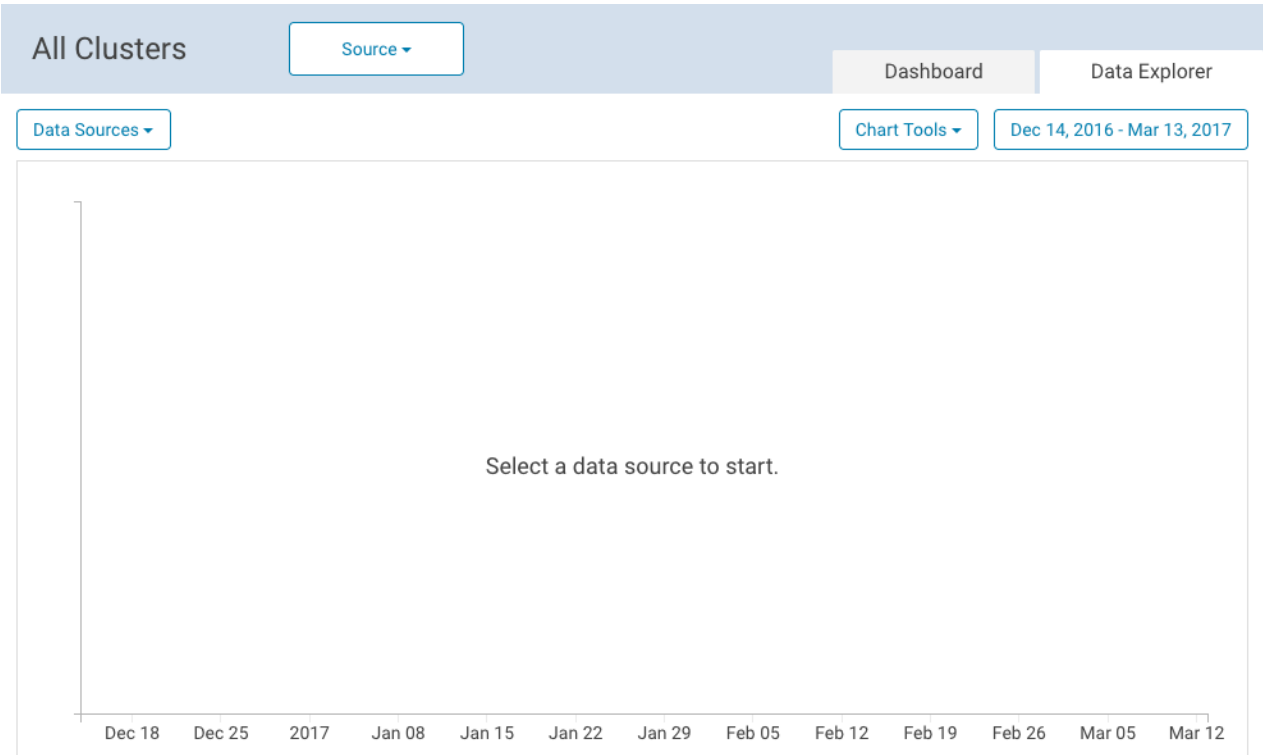 All Clusters
Source
Dashboard
Data Explorer
Data Sources
Chart Tools
Dec 14, 2016 - Mar 13, 2017
Select a data source to start.
Dec 18 Dec 25 2017 Jan 08 Jan 15 Jan 22 Jan 29 Feb 05 Feb 12 Feb 19 Feb 26 Mar 05 Mar 12